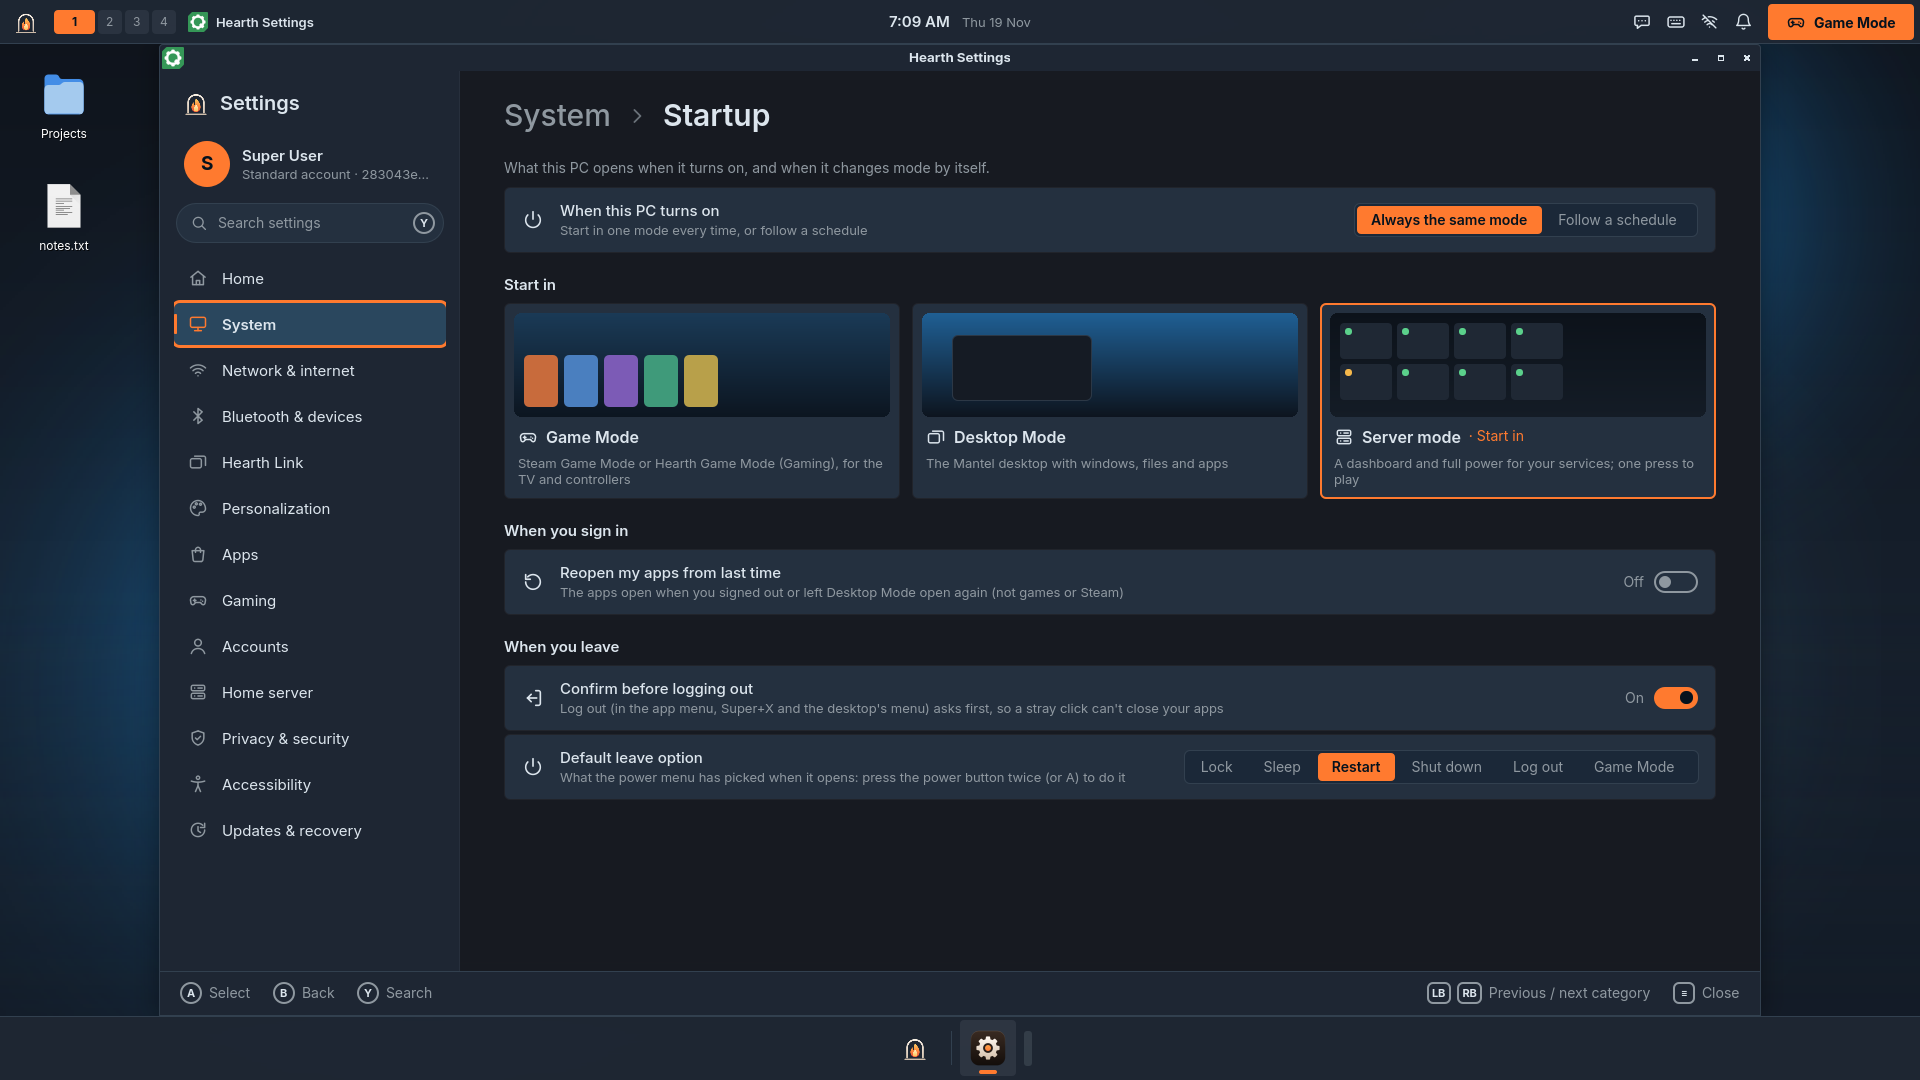 1 2 3 4 Hearth Settings 7:09 AM Thu 19 Nov Game Mode
Hearth Settings
Projects
notes.txt
Settings
S
Super User
Standard account · 283043e...
Search settings Y
Home
System
Network & internet
Bluetooth & devices
Hearth Link
Personalization
Apps
Gaming
Accounts
Home server
Privacy & security
Accessibility
Updates & recovery
System > Startup
What this PC opens when it turns on, and when it changes mode by itself.
When this PC turns on
Start in one mode every time, or follow a schedule
Always the same mode Follow a schedule
Start in
Game Mode
Steam Game Mode or Hearth Game Mode (Gaming), for the
TV and controllers
Desktop Mode
The Mantel desktop with windows, files and apps
Server mode · Start in
A dashboard and full power for your services; one press to
play
When you sign in
Reopen my apps from last time
The apps open when you signed out or left Desktop Mode open again (not games or Steam)
Off
When you leave
Confirm before logging out
Log out (in the app menu, Super+X and the desktop's menu) asks first, so a stray click can't close your apps
On
Default leave option
What the power menu has picked when it opens: press the power button twice (or A) to do it
Lock Sleep Restart Shut down Log out Game Mode
A Select B Back Y Search LB RB Previous / next category Close